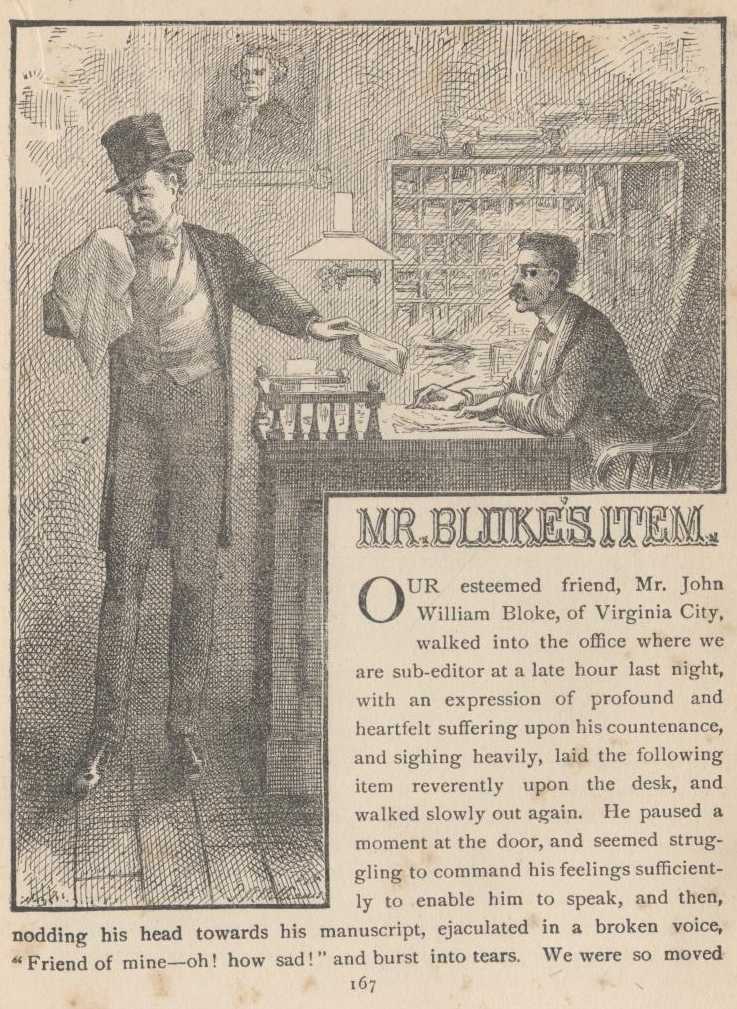 MR. BLOKE'S ITEM.
OUR esteemed friend, Mr. John
William Bloke, of Virginia City,
walked into the office where we
are sub-editor at a late hour last night,
with an expression of profound and
heartfelt suffering upon his countenance,
and sighing heavily, laid the following
item reverently upon the desk, and
walked slowly out again. He paused a
moment at the door, and seemed strug-
gling to command his feelings sufficient-
ly to enable him to speak, and then,
nodding his head towards his manuscript, ejaculated in a broken voice,
“Friend of mine—oh! how sad!” and burst into tears. We were so moved
167